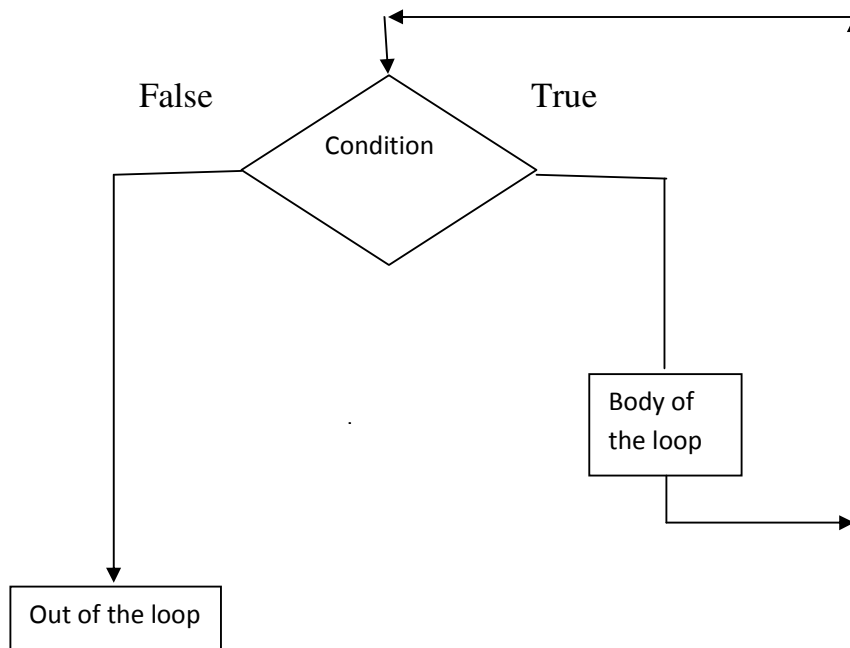 False
True
Condition
Body of
the loop
Out of the loop